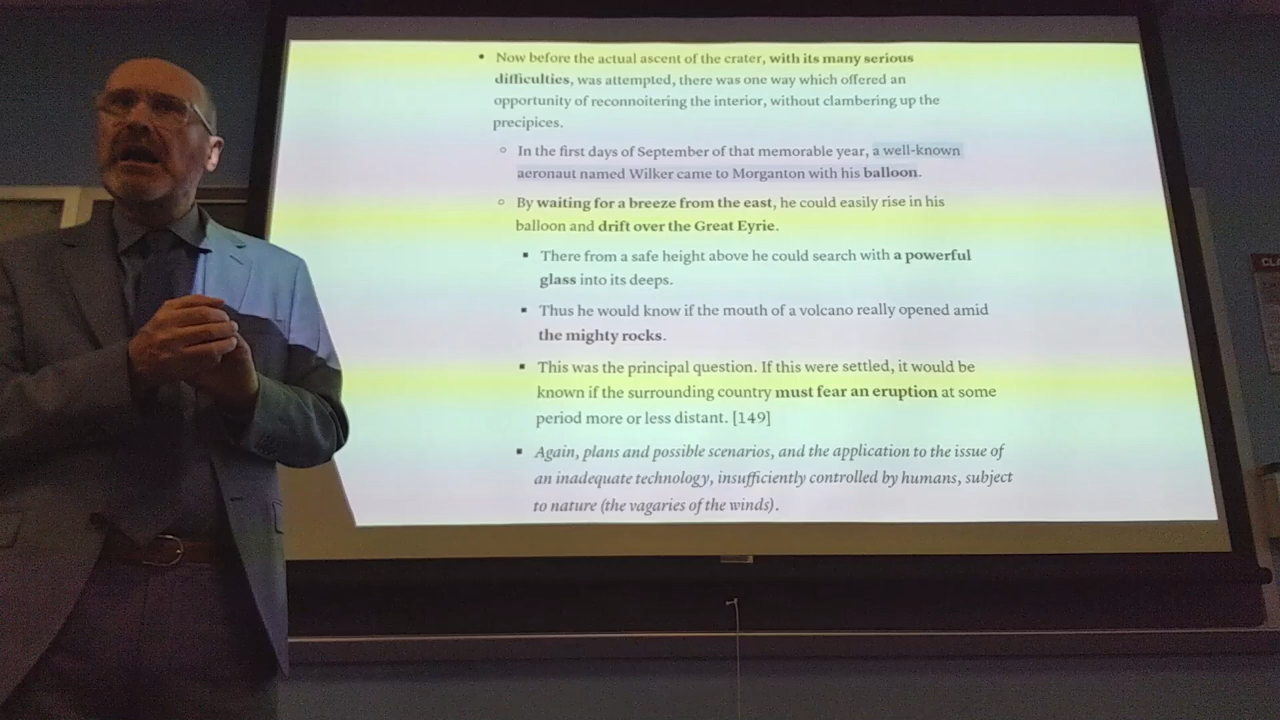 • Now before the actual ascent of the crater, with its many serious
difficulties, was attempted, there was one way which offered an
opportunity of reconnoitering the interior, without clambering up the
precipices.
◦ In the first days of September of that memorable year, a well-known
aeronaut named Wilker came to Morganton with his balloon.
◦ By waiting for a breeze from the east, he could easily rise in his
balloon and drift over the Great Eyrie.
▪ There from a safe height above he could search with a powerful
glass into its deeps.
▪ Thus he would know if the mouth of a volcano really opened amid
the mighty rocks.
▪ This was the principal question. If this were settled, it would be
known if the surrounding country must fear an eruption at some
period more or less distant. [149]
▪ Again, plans and possible scenarios, and the application to the issue of
an inadequate technology, insufficiently controlled by humans, subject
to nature (the vagaries of the winds).